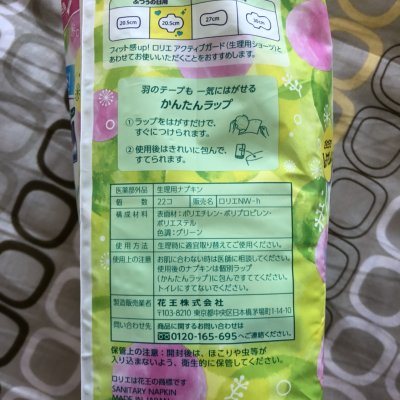 ふつうの日用
20.5cm
20.5cm
27cm
30cm
フィット感up! ロリエ アクティブガード(生理用ショーツ)と
あわせてお使いいただくことをおすすめします。
羽のテープも 一気にはがせる
かんたんラップ
①ラップをはがすだけで、
すぐにつけられます。
②使用後はきれいに包んで、
すてられます。
医薬部外品 生理用ナプキン
個数 22コ 販売名 ロリエNW-h
構成材料 表面材:ポリエチレン・ポリプロピレン・
ポリエステル
色調:グリーン
使用方法 生理時に適宜取り替えてご使用ください。
使用上の注意 お肌に合わない時は医師に相談してください。
使用後のナプキンは個別ラップ
(かんたんラップ)に包んですててください。
トイレにすてないでください。
製造販売業者 花王株式会社
〒103-8210 東京都中央区日本橋茅場町1-14-10
問い合わせ先 商品に関するお問い合わせは
0120-165-695へご連絡ください。
保管上の注意:開封後は、ほこりや虫等が
入り込まないよう、衛生的に保管してください。
ロリエは花王の商標です
SANITARY NAPKIN
MADE IN JAPAN